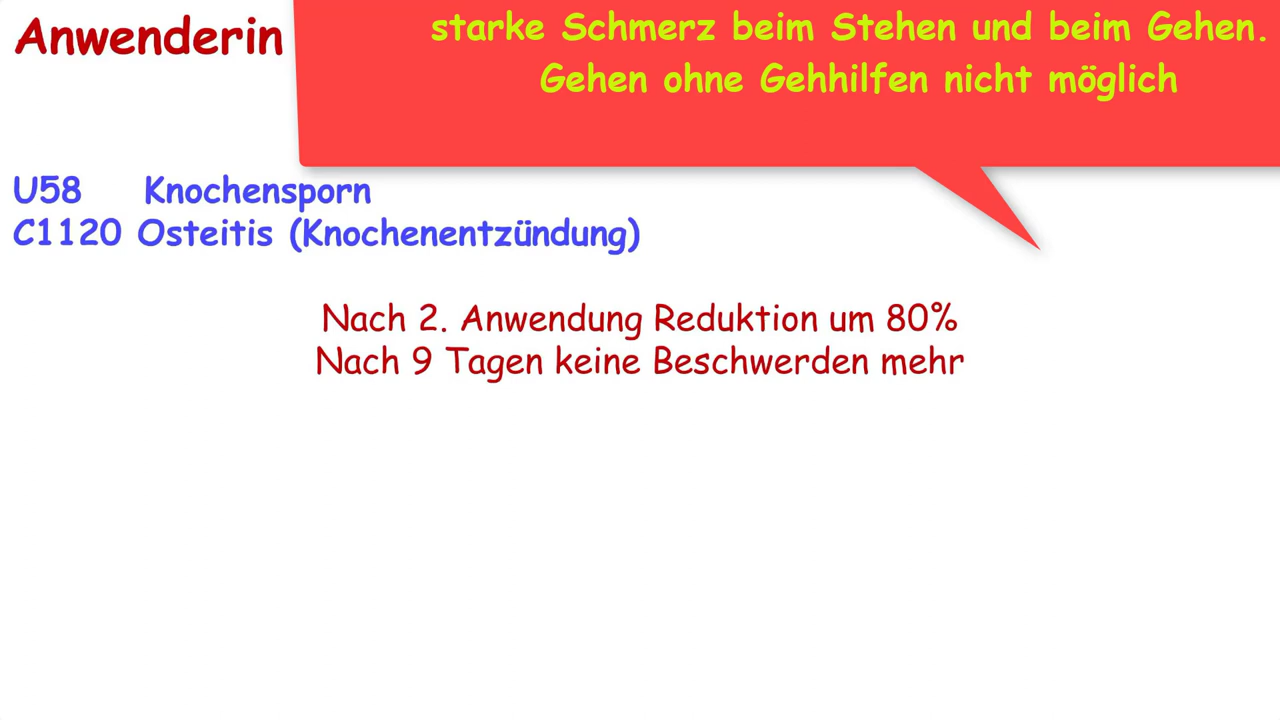 Anwenderin
starke Schmerz beim Stehen und beim Gehen.
Gehen ohne Gehhilfen nicht möglich
U58 Knochensporn
C1120 Osteitis (Knochenentzündung)
Nach 2. Anwendung Reduktion um 80%
Nach 9 Tagen keine Beschwerden mehr